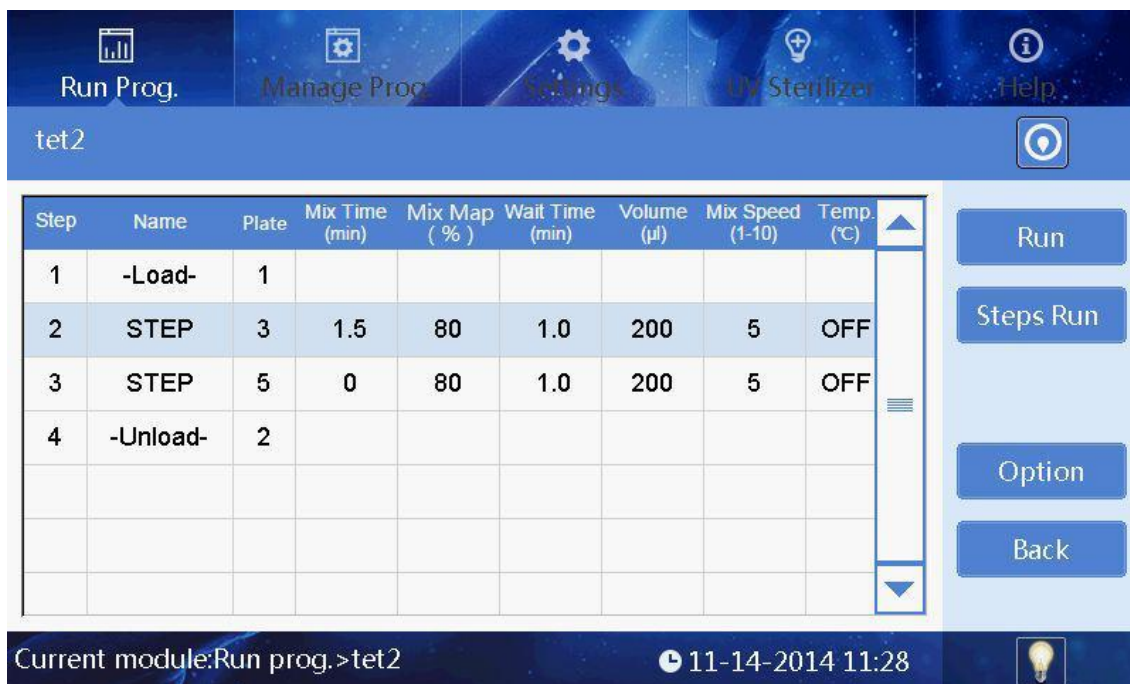 Run Prog. Manage Prog. Settings UV Sterilizer Help
tet2
Step Name Plate Mix Time (min) Mix Map ( % ) Wait Time (min) Volume (µl) Mix Speed (1-10) Temp. (℃)
1 -Load- 1
2 STEP 3 1.5 80 1.0 200 5 OFF
3 STEP 5 0 80 1.0 200 5 OFF
4 -Unload- 2
Run
Steps Run
Option
Back
Current module:Run prog.>tet2 11-14-2014 11:28